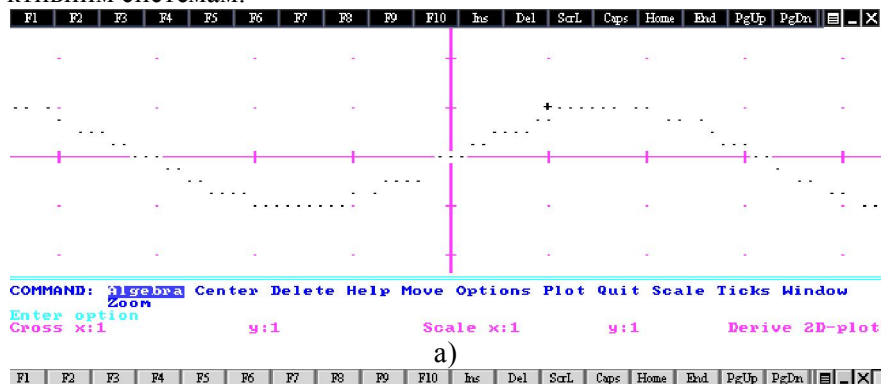 ктивним системам.
F1 F2 F3 F4 F5 F6 F7 F8 F9 F10 Ins Del ScrL Caps Home End PgUp PgDn
COMMAND: Algebra Center Delete Help Move Options Plot Quit Scale Ticks Window
Zoom
Enter option
Cross x:1 y:1 Scale x:1 y:1 Derive 2D-plot
а)
F1 F2 F3 F4 F5 F6 F7 F8 F9 F10 Ins Del ScrL Caps Home End PgUp PgDn